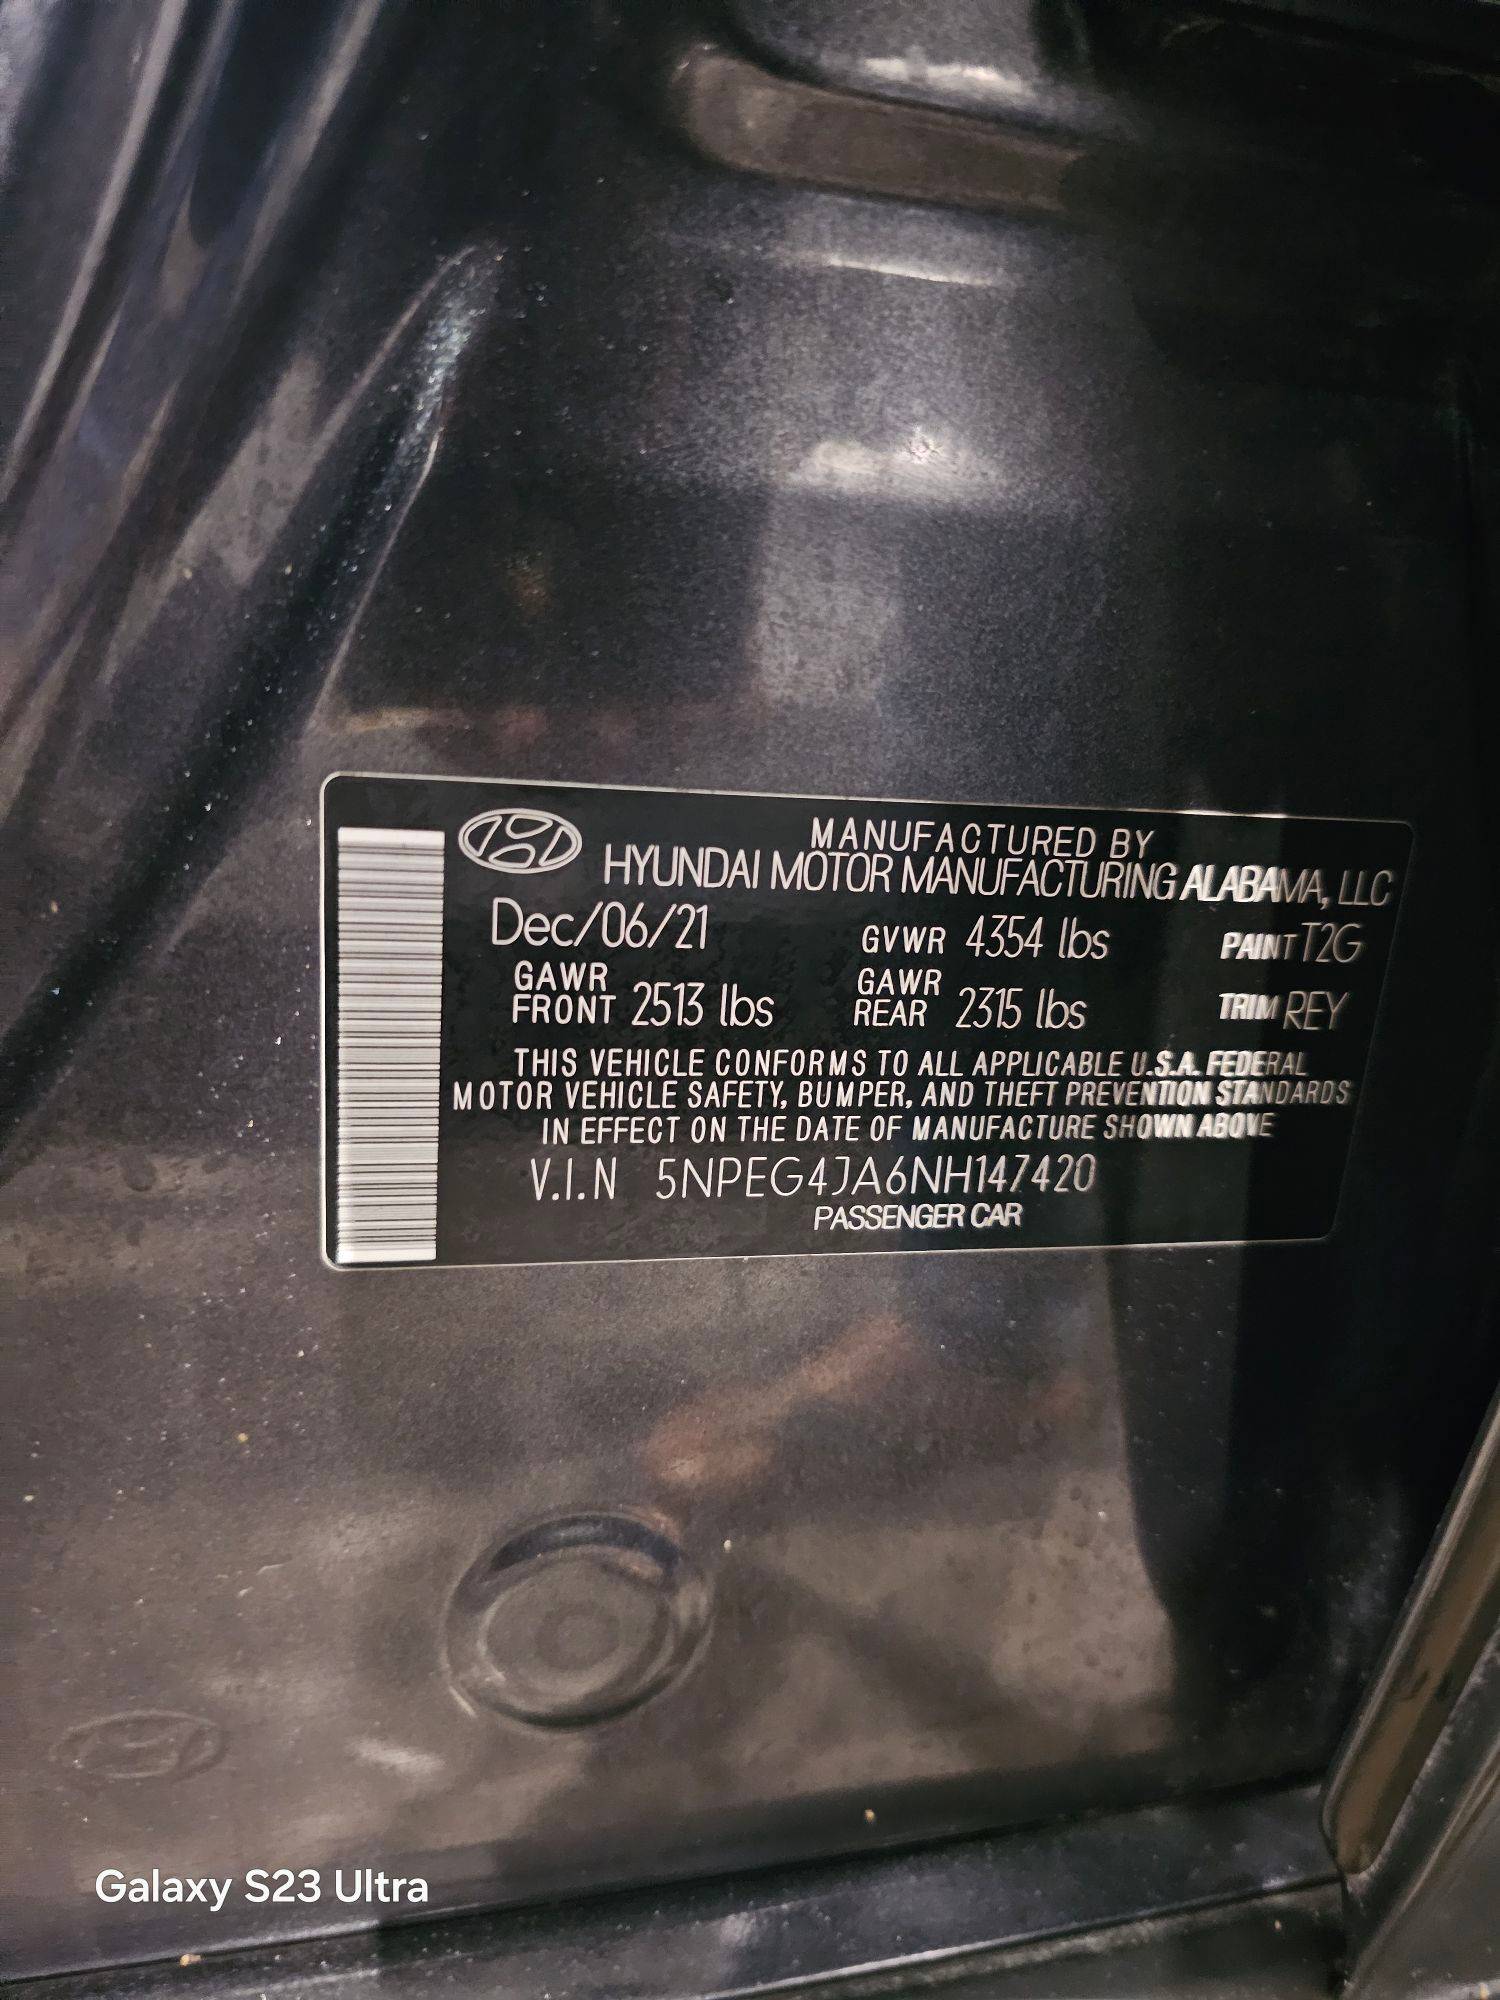 MANUFACTURED BY
HYUNDAI MOTOR MANUFACTURING ALABAMA, LLC
Dec/06/21 GVWR 4354 lbs PAINT T2G
GAWR FRONT 2513 lbs GAWR REAR 2315 lbs TRIM REY
THIS VEHICLE CONFORMS TO ALL APPLICABLE U.S.A. FEDERAL
MOTOR VEHICLE SAFETY, BUMPER, AND THEFT PREVENTION STANDARDS
IN EFFECT ON THE DATE OF MANUFACTURE SHOWN ABOVE
V.I.N 5NPEG4JA6NH147420
PASSENGER CAR
Galaxy S23 Ultra